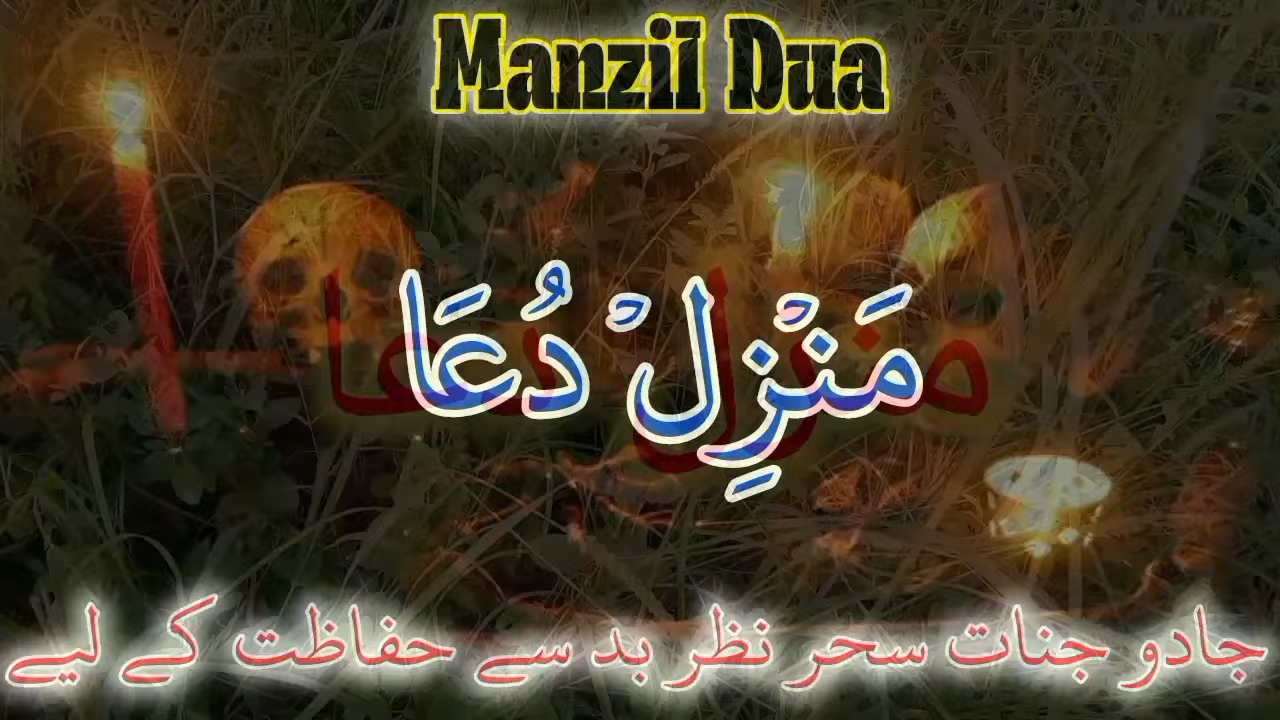 Manzil Dua
مَنْزِلْ دُعَا
جادو جنات سحر نظر بد سے حفاظت کے لیے